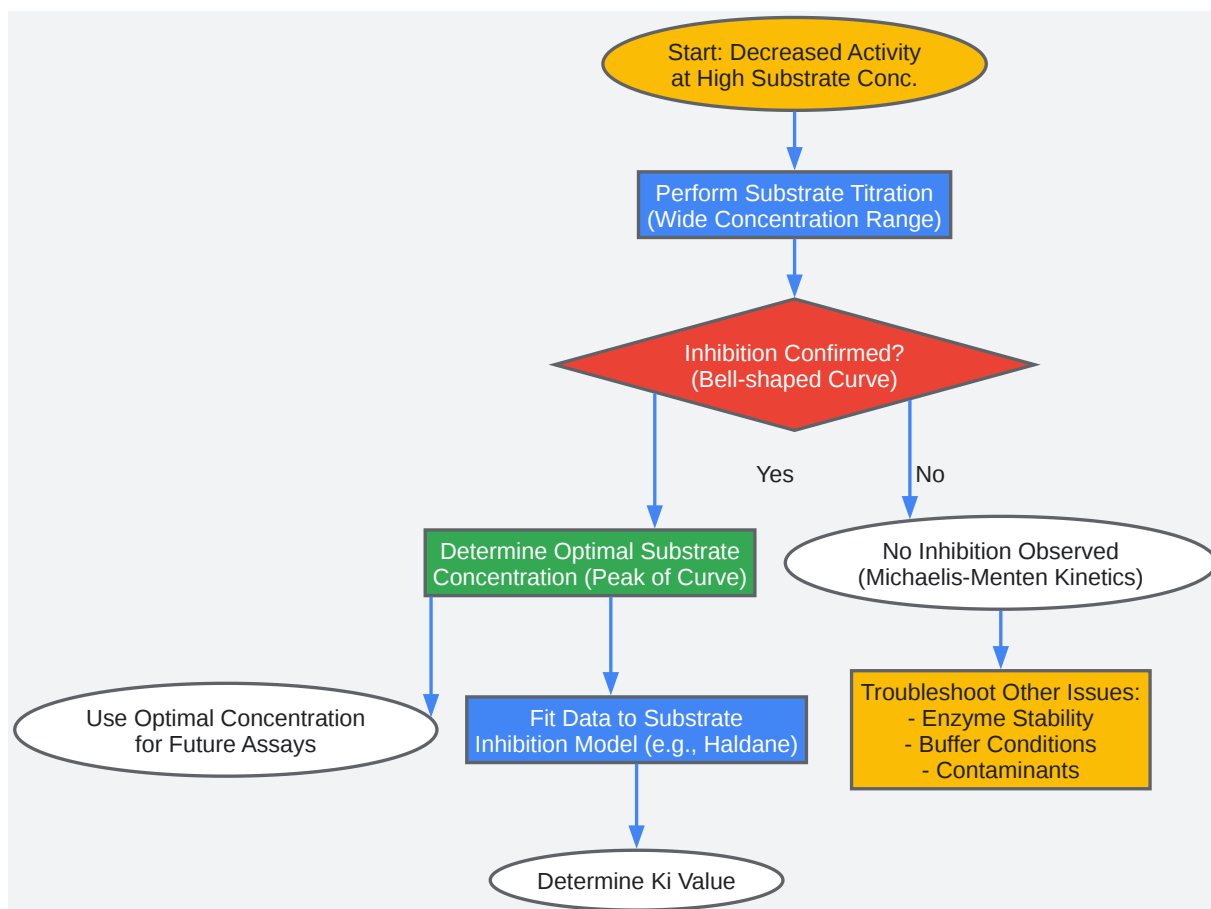 Start: Decreased Activity
at High Substrate Conc.
Perform Substrate Titration
(Wide Concentration Range)
Inhibition Confirmed?
(Bell-shaped Curve)
Yes
No
Determine Optimal Substrate
Concentration (Peak of Curve)
No Inhibition Observed
(Michaelis-Menten Kinetics)
Use Optimal Concentration
for Future Assays
Fit Data to Substrate
Inhibition Model (e.g., Haldane)
Troubleshoot Other Issues:
- Enzyme Stability
- Buffer Conditions
- Contaminants
Determine Ki Value